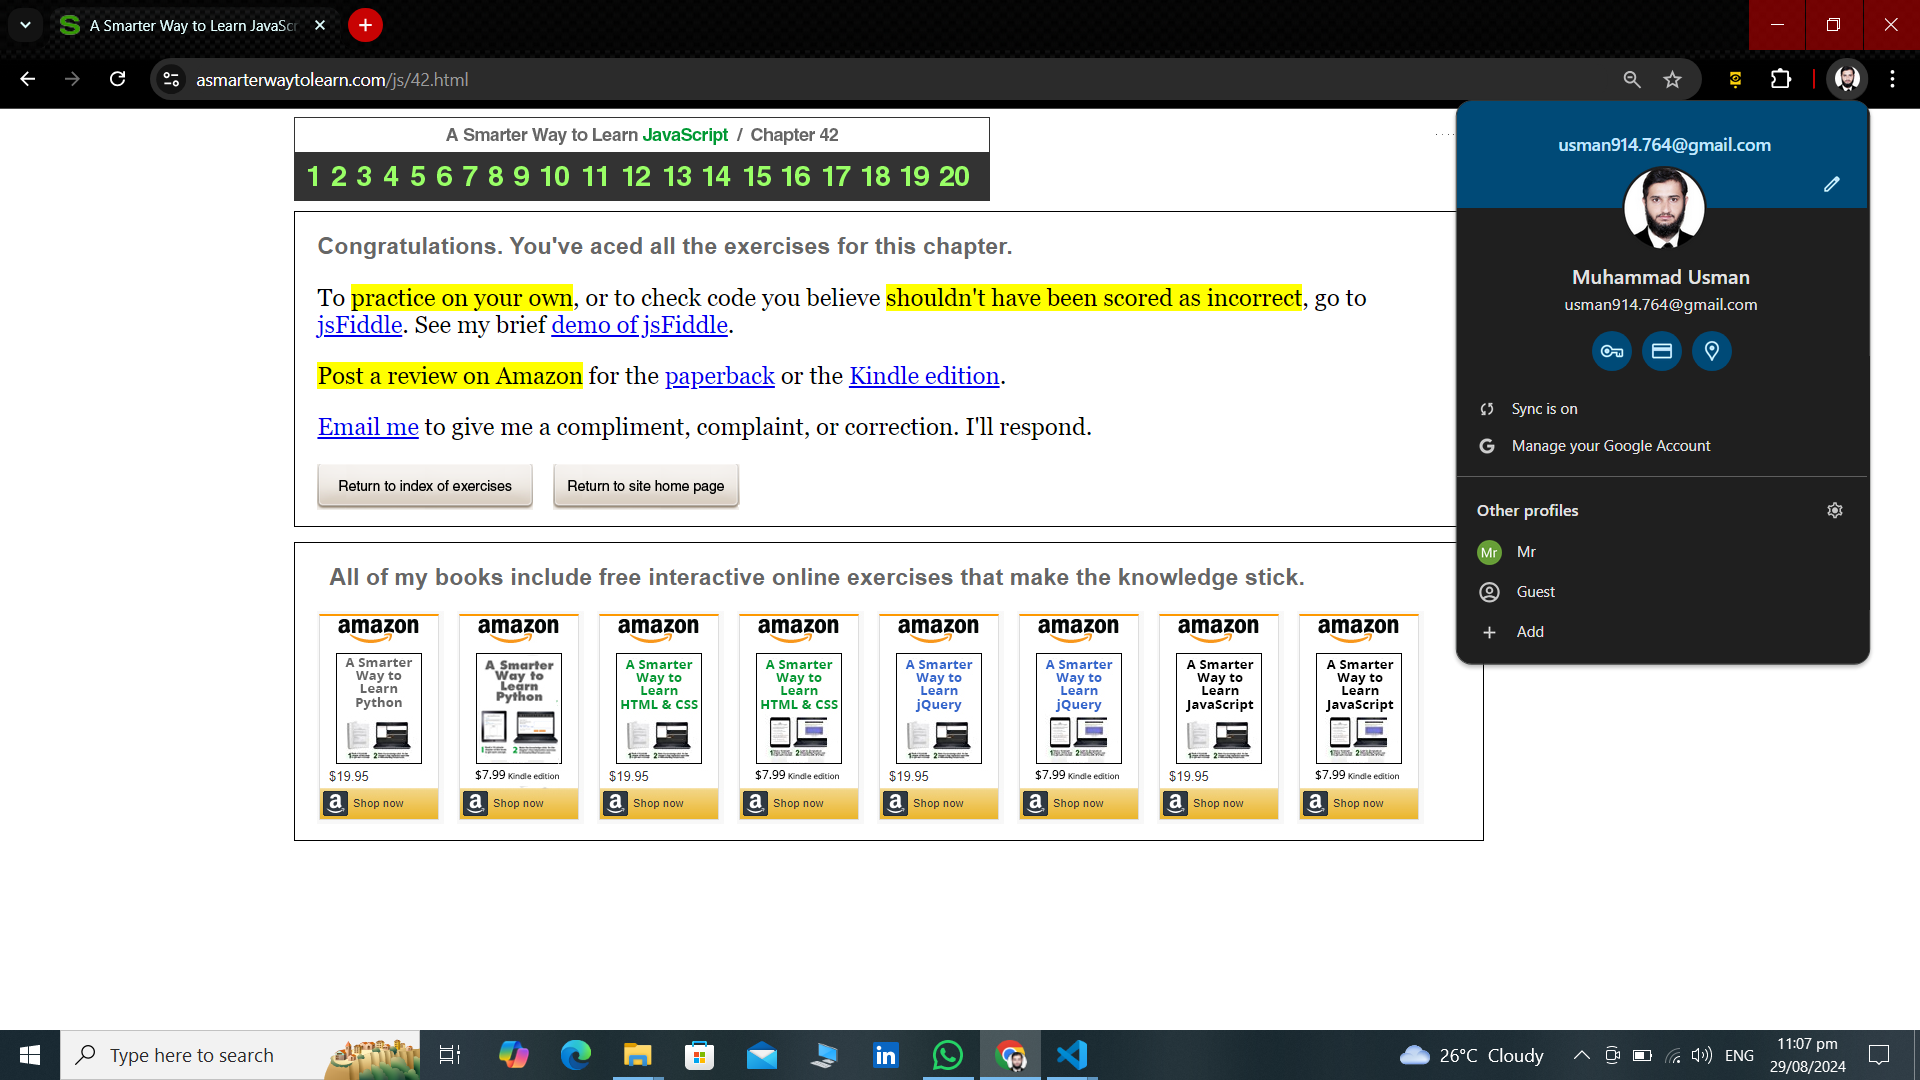 A Smarter Way to Learn JavaScr
asmarterwaytolearn.com/js/42.html
A Smarter Way to Learn JavaScript / Chapter 42
1 2 3 4 5 6 7 8 9 10 11 12 13 14 15 16 17 18 19 20
Congratulations. You've aced all the exercises for this chapter.
To practice on your own, or to check code you believe shouldn't have been scored as incorrect, go to
jsFiddle. See my brief demo of jsFiddle.
Post a review on Amazon for the paperback or the Kindle edition.
Email me to give me a compliment, complaint, or correction. I'll respond.
Return to index of exercises Return to site home page
usman914.764@gmail.com
Muhammad Usman
usman914.764@gmail.com
Sync is on
Manage your Google Account
Other profiles
Mr Mr
Guest
Add
All of my books include free interactive online exercises that make the knowledge stick.
amazon amazon amazon amazon amazon amazon amazon amazon
A Smarter A Smarter A Smarter A Smarter A Smarter A Smarter A Smarter A Smarter
Way to Way to Way to Way to Way to Way to Way to Way to
Learn Learn Learn Learn Learn Learn Learn Learn
Python Python HTML & CSS HTML & CSS jQuery jQuery JavaScript JavaScript
$19.95 $7.99 Kindle edition $19.95 $7.99 Kindle edition $19.95 $7.99 Kindle edition $19.95 $7.99 Kindle edition
Shop now Shop now Shop now Shop now Shop now Shop now Shop now Shop now
Type here to search
26°C Cloudy
ENG
11:07 pm
29/08/2024